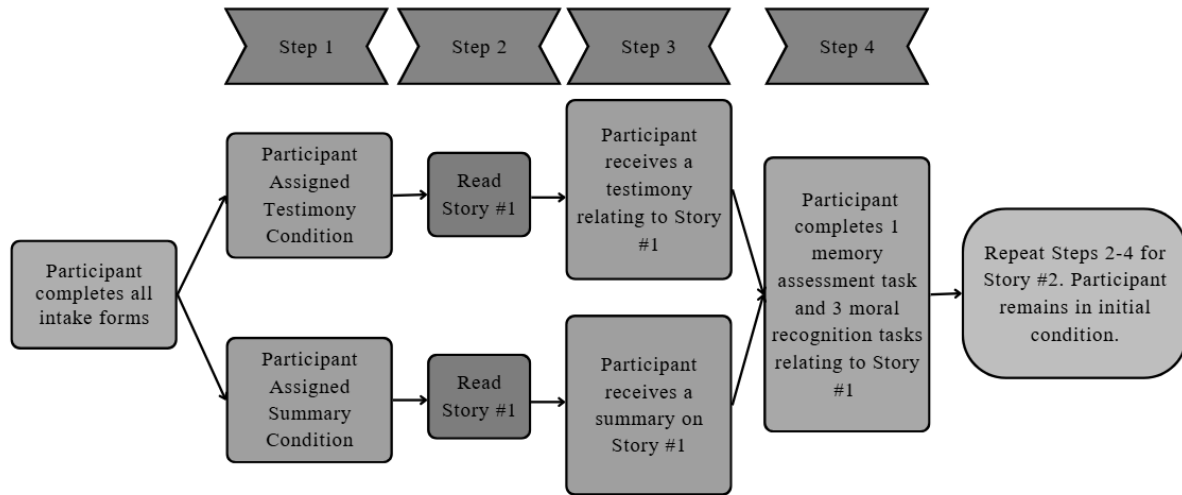 Step 1
Step 2
Step 3
Step 4
Participant
completes all
intake forms
Participant
Assigned
Testimony
Condition
Read
Story #1
Participant
receives a
testimony
relating to Story
#1
Participant
Assigned
Summary
Condition
Read
Story #1
Participant
receives a
summary on
Story #1
Participant
completes 1
memory
assessment task
and 3 moral
recognition tasks
relating to Story
#1
Repeat Steps 2-4 for
Story #2. Participant
remains in initial
condition.